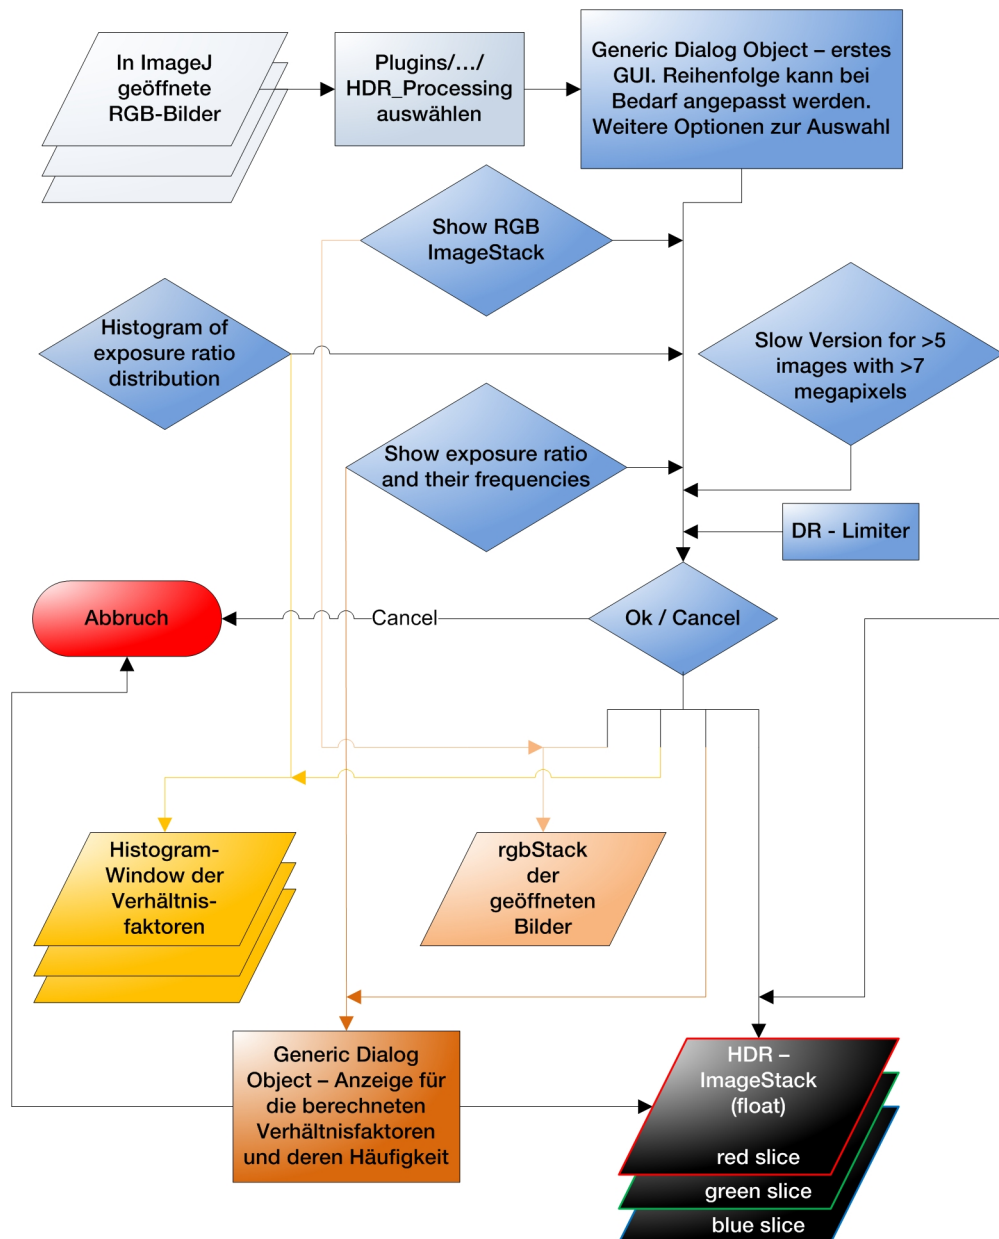 In ImageJ
geöffnete
RGB-Bilder
Plugins/.../
HDR_Processing
auswählen
Generic Dialog Object – erstes
GUI. Reihenfolge kann bei
Bedarf angepasst werden.
Weitere Optionen zur Auswahl
Show RGB
ImageStack
Histogram of
exposure ratio
distribution
Slow Version for >5
images with >7
megapixels
Show exposure ratio
and their frequencies
DR - Limiter
Abbruch
Cancel
Ok / Cancel
Histogram-
Window der
Verhältnis-
faktoren
rgbStack
der
geöffneten
Bilder
Generic Dialog
Object – Anzeige für
die berechneten
Verhältnisfaktoren
und deren Häufigkeit
HDR –
ImageStack
(float)
red slice
green slice
blue slice